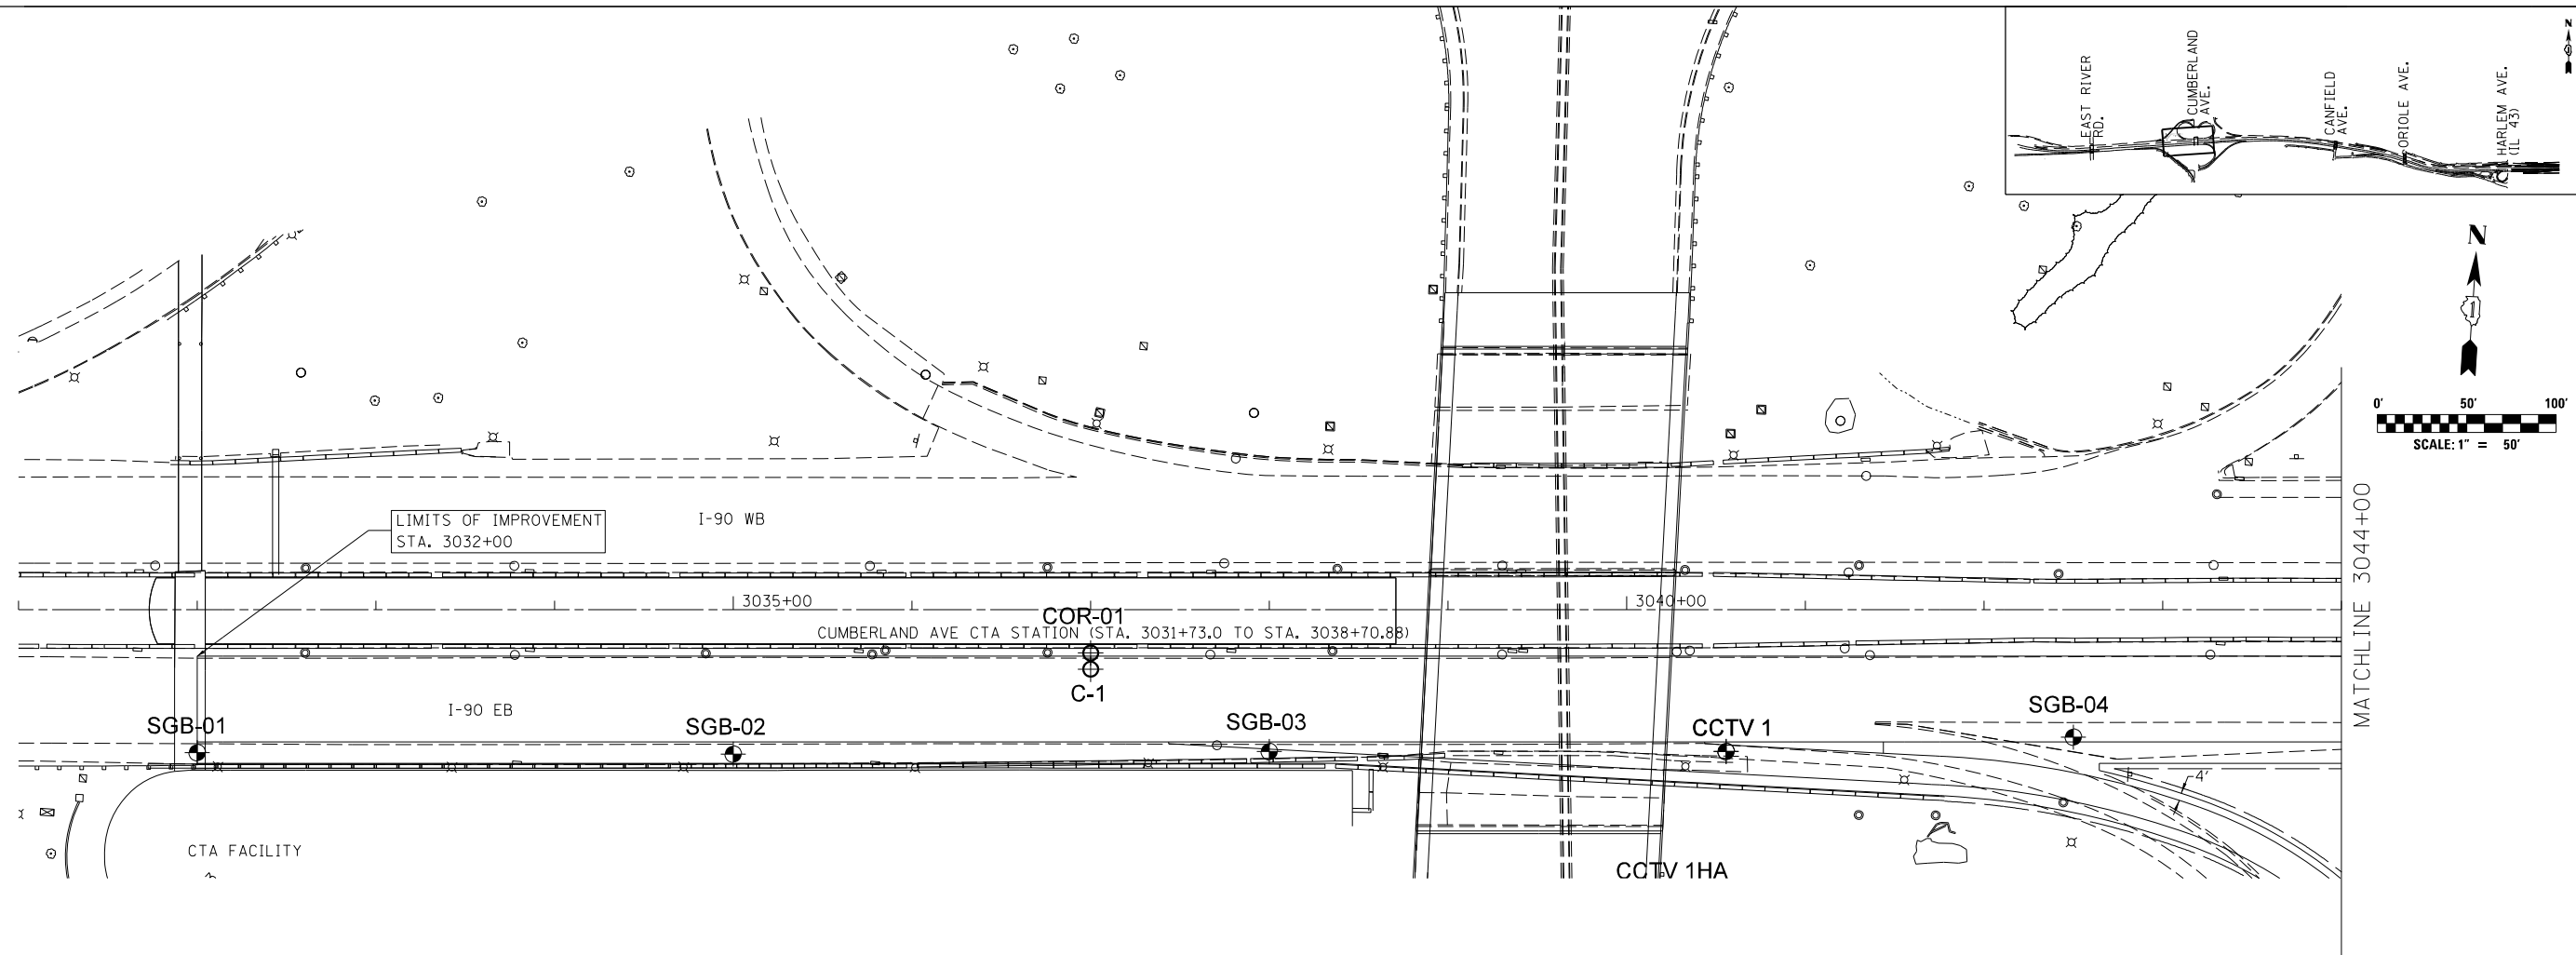 EAST RIVER
RD.
CUMBERLAND
AVE.
CANFIELD
AVE.
ORIOLE AVE.
HARLEM AVE.
(IL 43)
N
N
1
0' 50' 100'
SCALE: 1" = 50'
LIMITS OF IMPROVEMENT
STA. 3032+00
I-90 WB
3035+00
3040+00
COR-01
CUMBERLAND AVE CTA STATION (STA. 3031+73.0 TO STA. 3038+70.88)
C-1
I-90 EB
SGB-01
SGB-02
SGB-03
CCTV 1
SGB-04
4'
MATCHLINE 3044+00
CTA FACILITY
CCTV 1HA